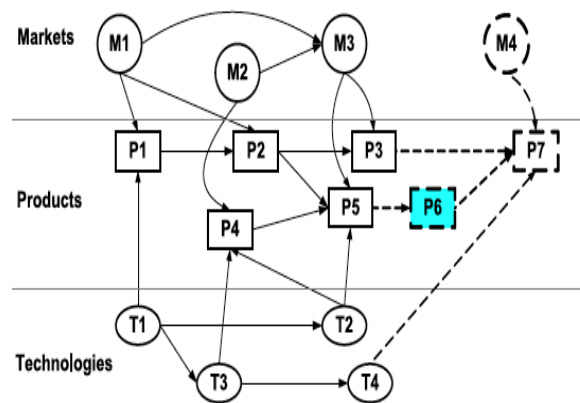 Markets
M1
M2
M3
M4
P1
P2
P3
P7
Products
P4
P5
P6
T1
T2
Technologies
T3
T4